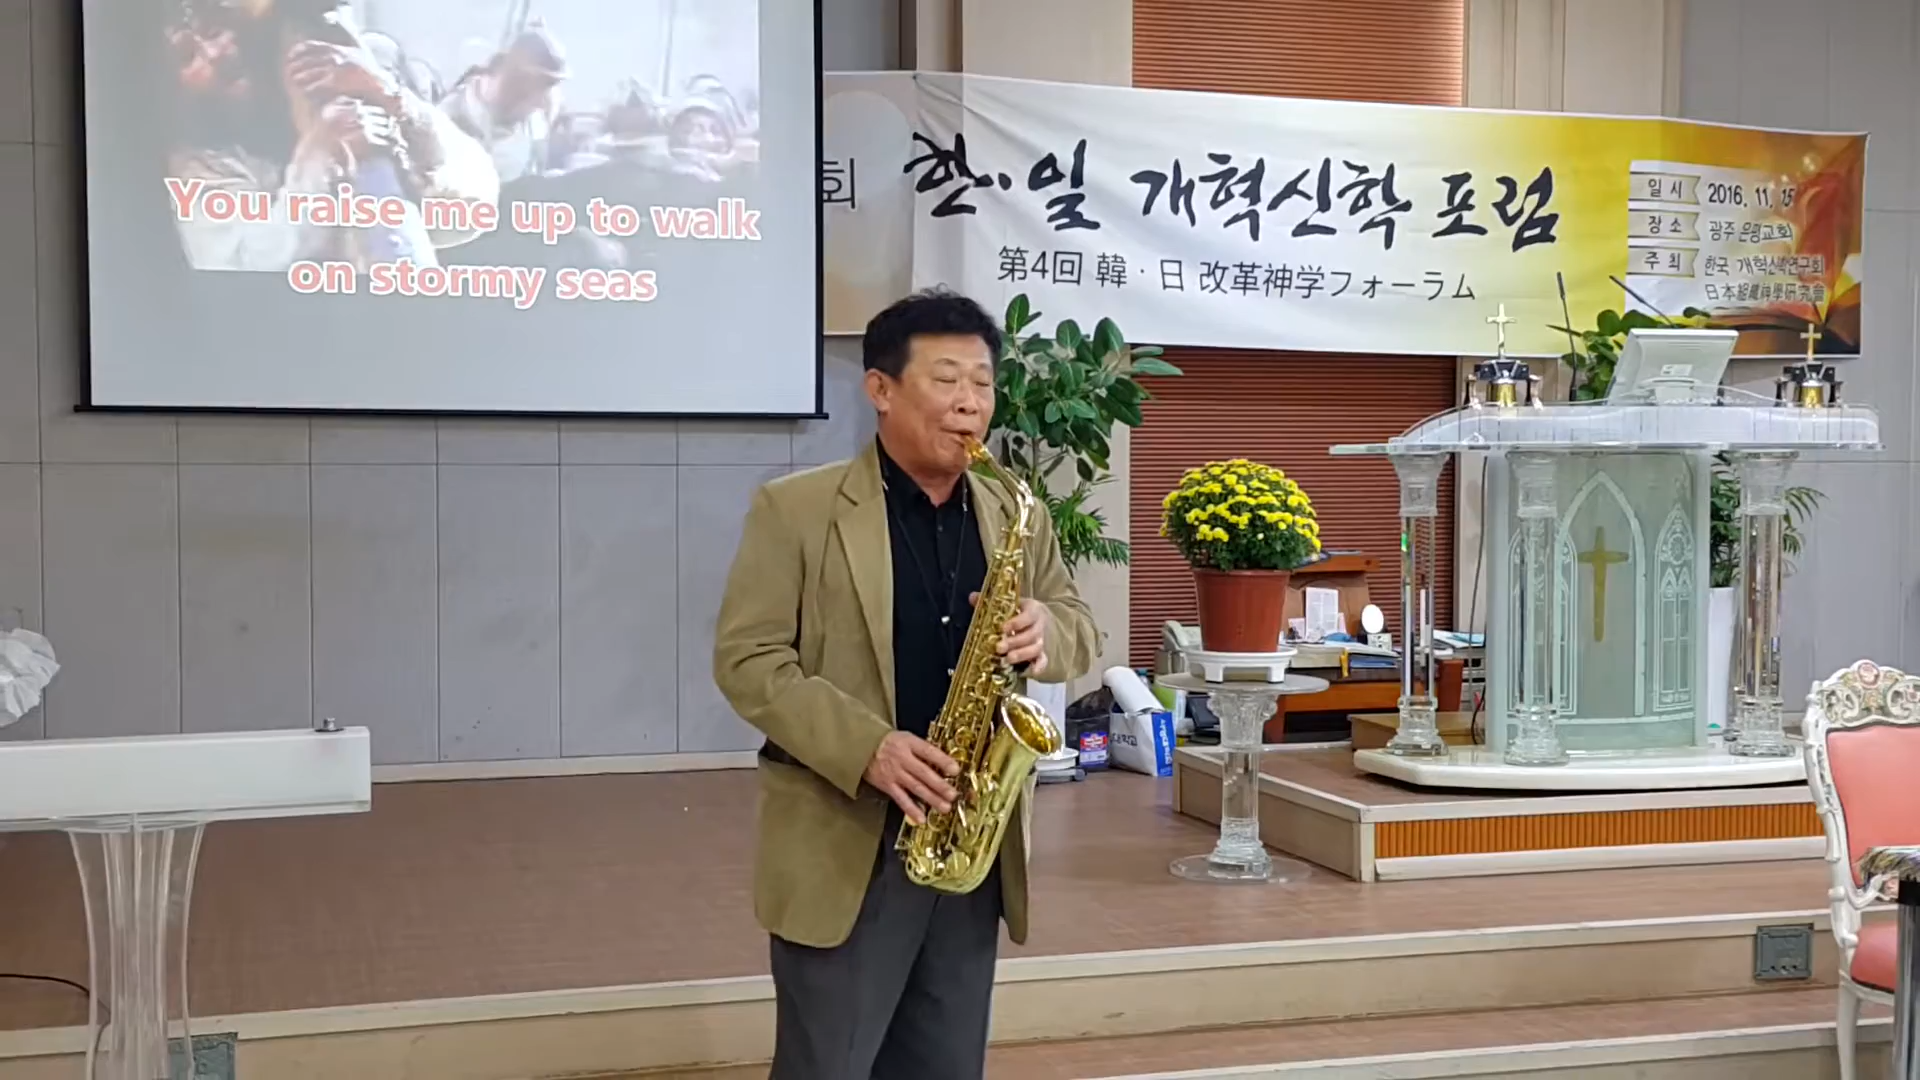 You raise me up to walk
on stormy seas
회 한·일 개혁신학 포럼
第4回 韓·日 改革神学フォーラム
일 시 2016. 11. 15
장 소 광주 은평교회
주 최 한국 개혁신학연구회
日本組織神學研究會